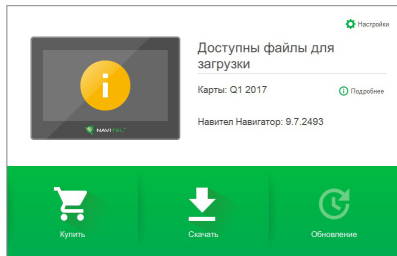 Настройки
Доступны файлы для
загрузки
Карты: Q1 2017
Подробнее
Навител Навигатор: 9.7.2493
NAVITEL
Купить
Скачать
Обновление